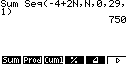 Sum Seq(-4+2N,N,0,29,
1)
750
Sum Prod Cuml % ⊿ ▷